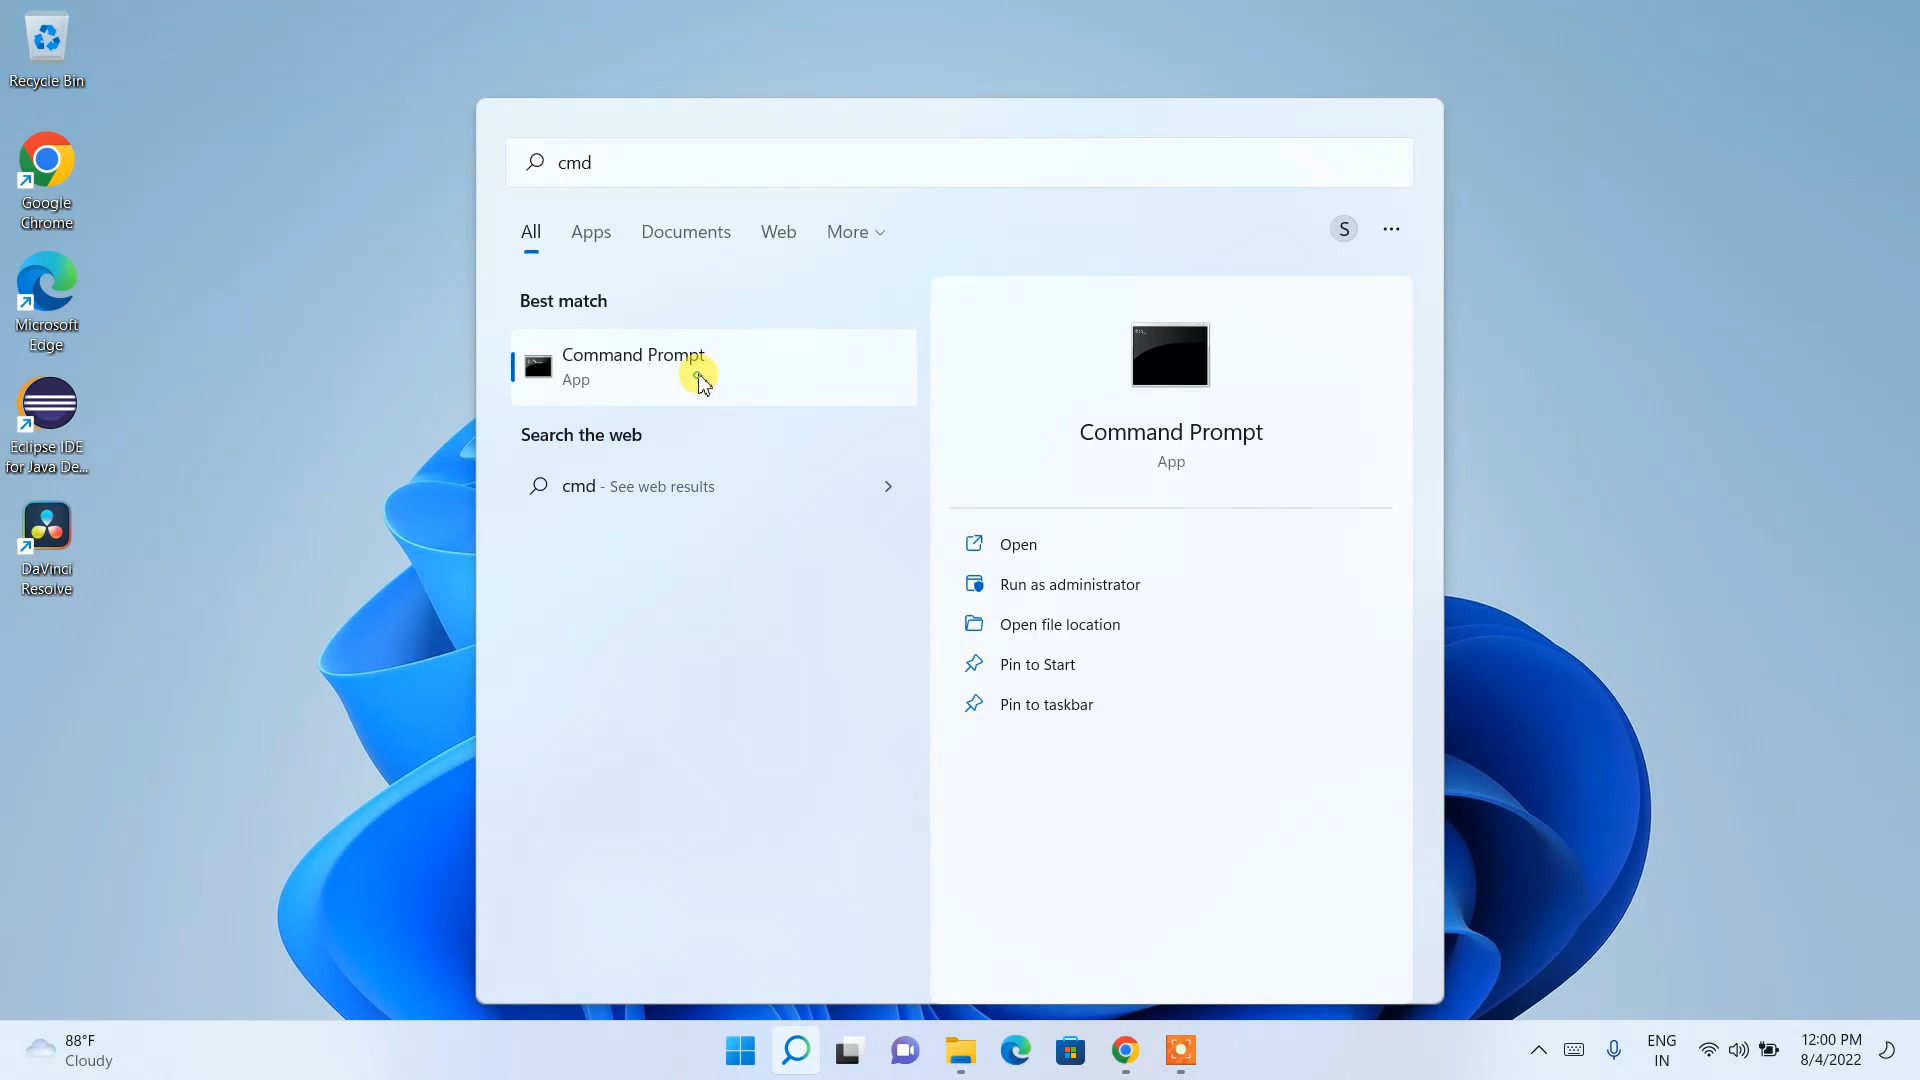 Recycle Bin
Google
Chrome
Microsoft
Edge
Eclipse IDE
for Java De...
DaVinci
Resolve
cmd
All
Apps
Documents
Web
More
S
Best match
Command Prompt
App
Search the web
cmd - See web results
Command Prompt
App
Open
Run as administrator
Open file location
Pin to Start
Pin to taskbar
88°F
Cloudy
ENG
IN
12:00 PM
8/4/2022